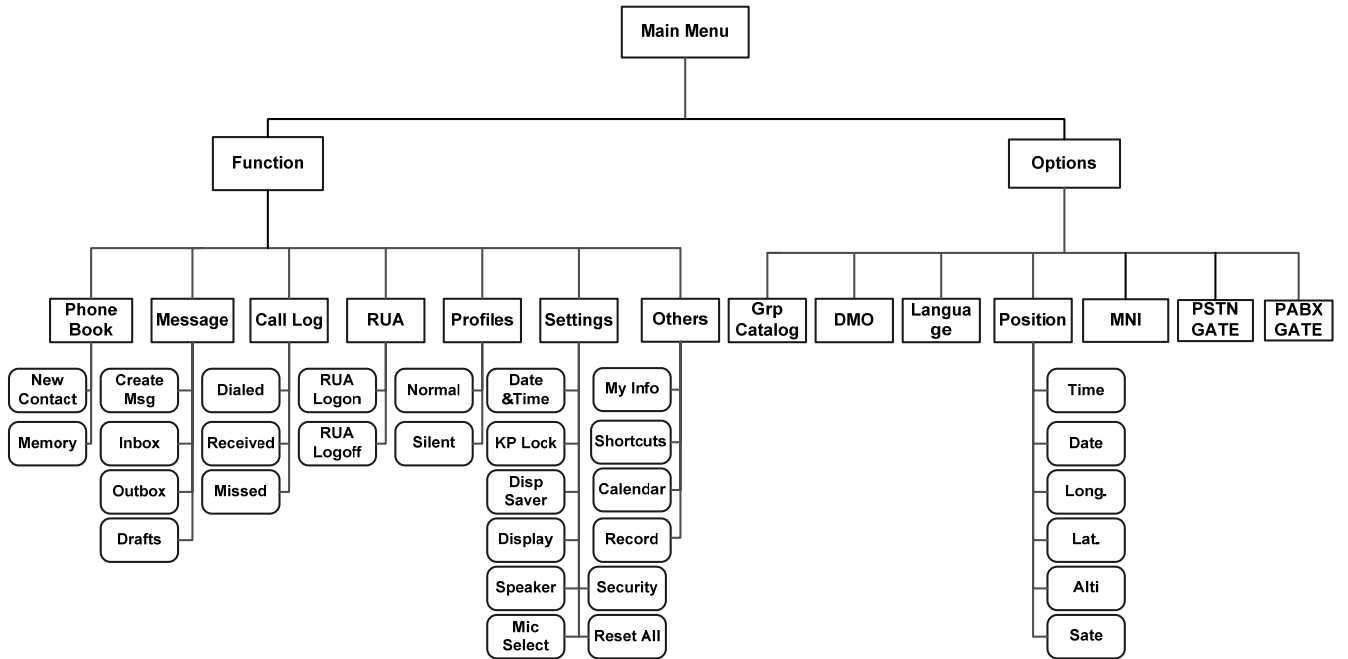 Main Menu
Function
Options
Phone
Book
Message
Call Log
RUA
Profiles
Settings
Others
Grp
Catalog
DMO
Langua
ge
Position
MNI
PSTN
GATE
PABX
GATE
New
Contact
Memory
Create
Msg
Inbox
Outbox
Drafts
Dialed
Received
Missed
RUA
Logon
RUA
Logoff
Normal
Silent
Date
&Time
KP Lock
Disp
Saver
Display
Speaker
Mic
Select
Security
Reset All
My Info
Shortcuts
Calendar
Record
Time
Date
Long.
Lat.
Alti
Sate